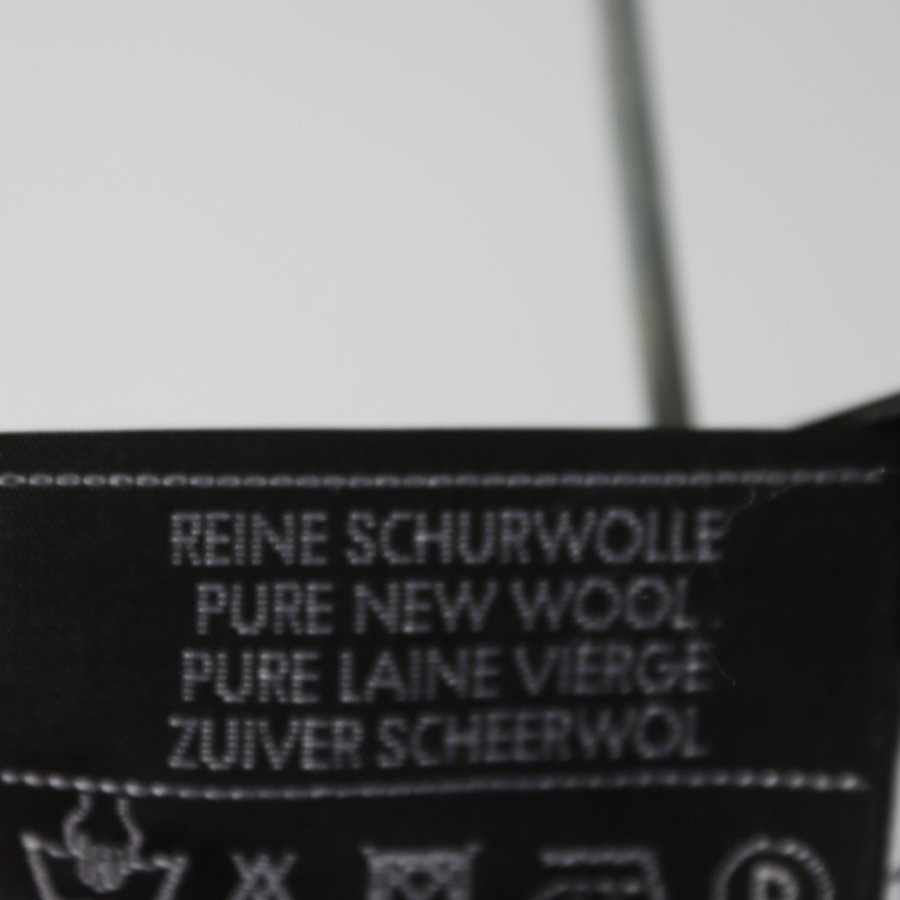 REINE SCHURWOLLE
PURE NEW WOOL
PURE LAINE VIERGE
ZUIVER SCHEERWOL
P